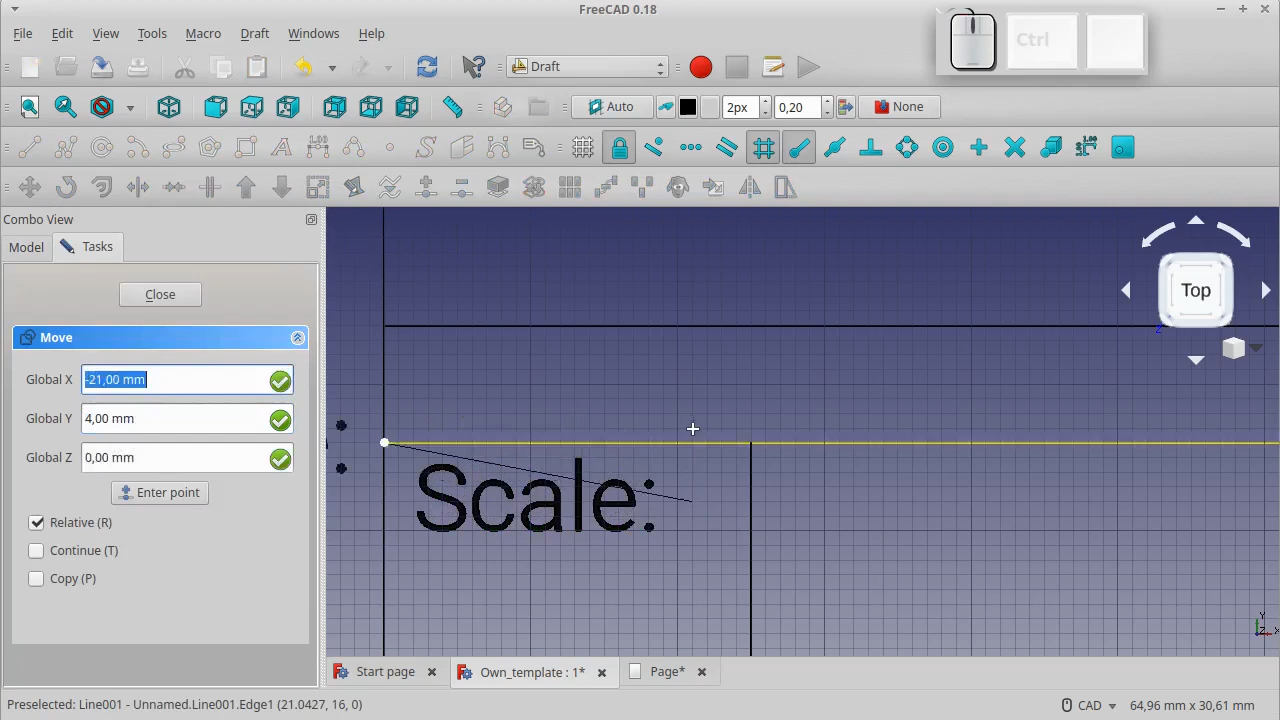 FreeCAD 0.18
File Edit View Tools Macro Draft Windows Help
Ctrl
Draft
Auto
2px
0,20
None
Combo View
Model
Tasks
Close
Move
Global X
-21,00 mm
Global Y
4,00 mm
Global Z
0,00 mm
Enter point
Relative (R)
Continue (T)
Copy (P)
Top
Z
Scale:
Y
Z X
Start page
Own_template : 1*
Page*
Preselected: Line001 - Unnamed.Line001.Edge1 (21.0427, 16, 0)
CAD
64,96 mm x 30,61 mm